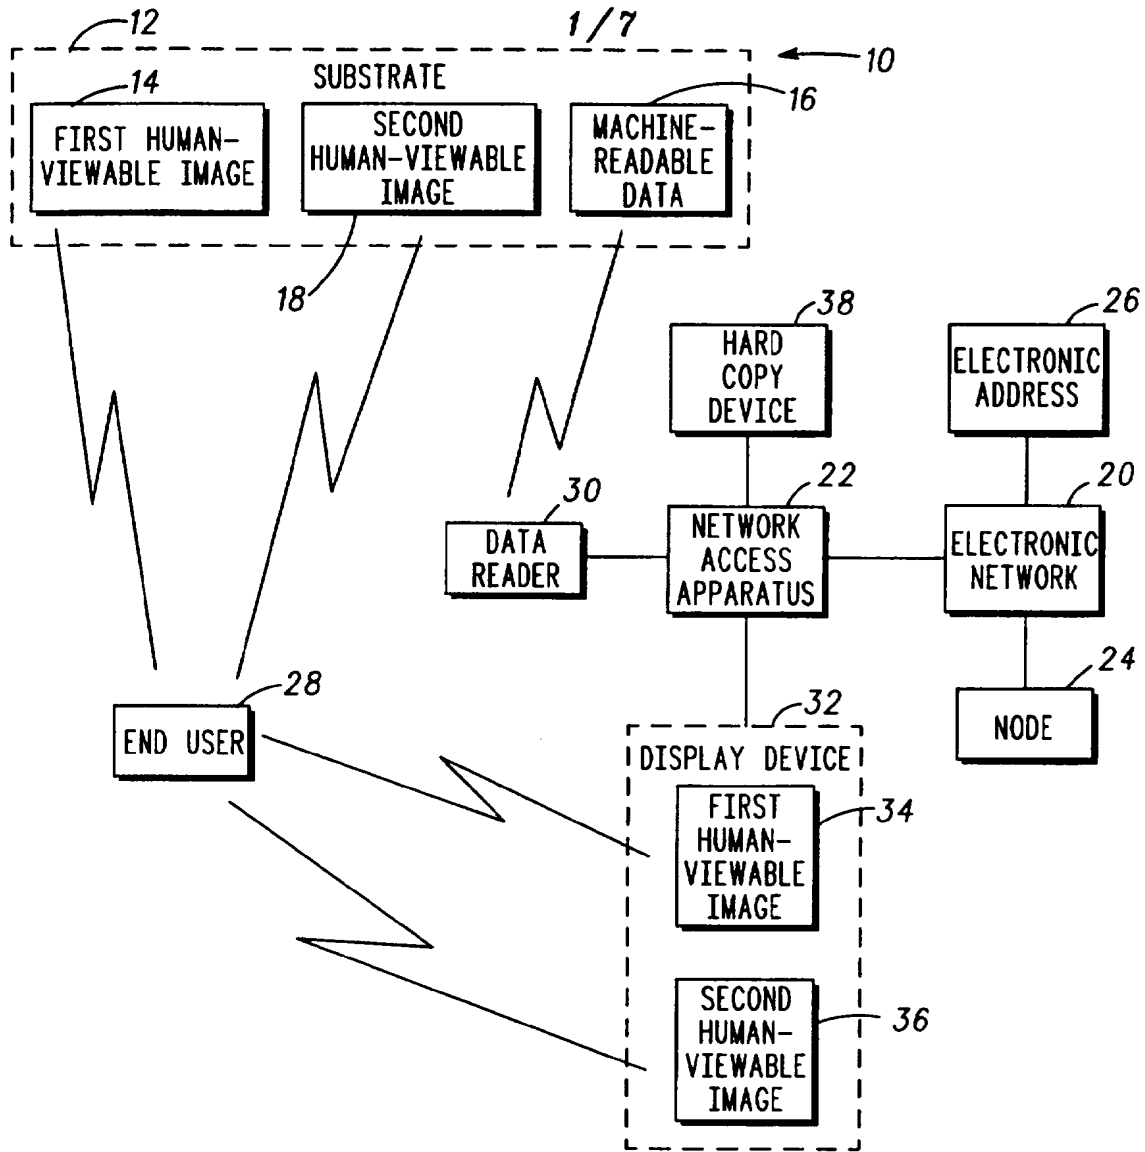 12
1/7
10
SUBSTRATE
14
16
FIRST HUMAN-
VIEWABLE IMAGE
SECOND
HUMAN-VIEWABLE
IMAGE
MACHINE-
READABLE
DATA
18
38
26
HARD
COPY
DEVICE
ELECTRONIC
ADDRESS
30
22
20
DATA
READER
NETWORK
ACCESS
APPARATUS
ELECTRONIC
NETWORK
28
24
END USER
NODE
32
DISPLAY DEVICE
34
FIRST
HUMAN-
VIEWABLE
IMAGE
36
SECOND
HUMAN-
VIEWABLE
IMAGE